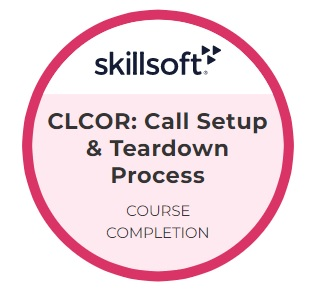 skillsoft
CLCOR: Call Setup
& Teardown
Process
COURSE
COMPLETION